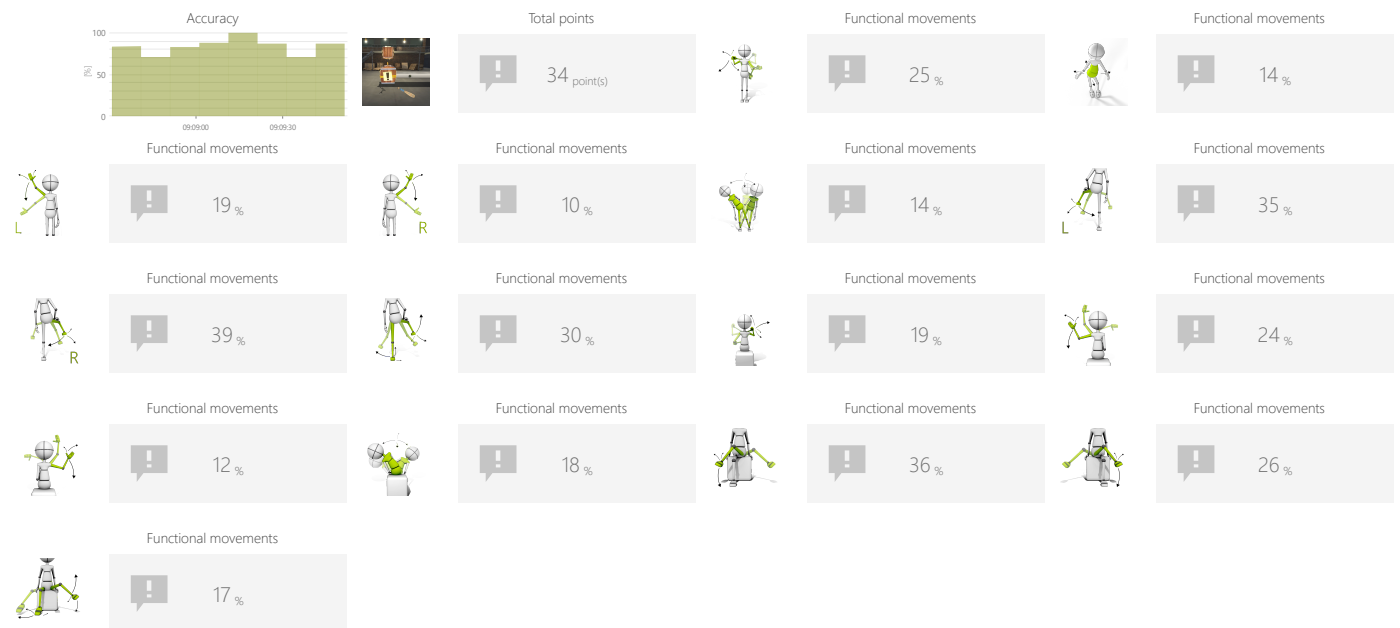 Accuracy
Total points
Functional movements
Functional movements
100
[%]
50
0
09:09:00
09:09:30
34 point(s)
25 %
14 %
Functional movements
Functional movements
Functional movements
Functional movements
L
19 %
R
10 %
14 %
L
35 %
Functional movements
Functional movements
Functional movements
Functional movements
R
39 %
30 %
19 %
24 %
Functional movements
Functional movements
Functional movements
Functional movements
12 %
18 %
36 %
26 %
Functional movements
17 %